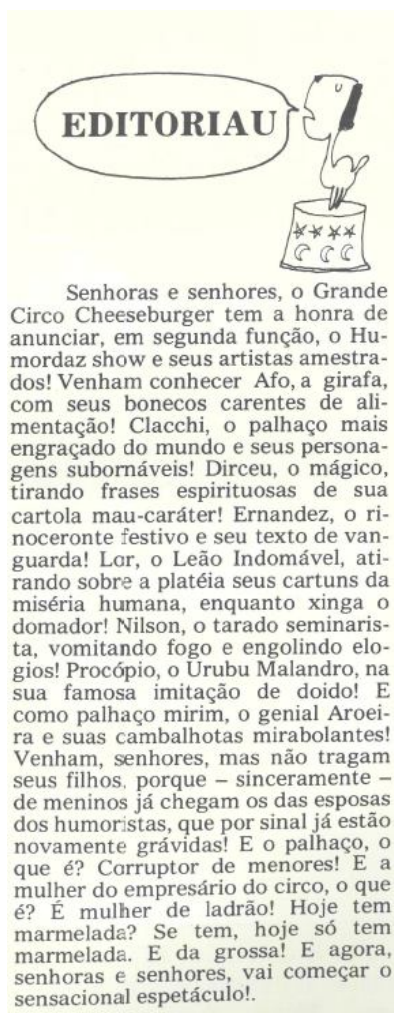 EDITORIAU
Senhoras e senhores, o Grande
Circo Cheeseburger tem a honra de
anunciar, em segunda função, o Hu-
mordaz show e seus artistas amestra-
dos! Venham conhecer Afo, a girafa,
com seus bonecos carentes de ali-
mentação! Clacchi, o palhaço mais
engraçado do mundo e seus persona-
gens subornáveis! Dirceu, o mágico,
tirando frases espirituosas de sua
cartola mau-caráter! Ernandez, o ri-
noceronte festivo e seu texto de van-
guarda! Lor, o Leão Indomável, ati-
rando sobre a platéia seus cartuns da
miséria humana, enquanto xinga o
domador! Nilson, o tarado seminaris-
ta, vomitando fogo e engolindo elo-
gios! Procópio, o Urubu Malandro, na
sua famosa imitação de doido! E
como palhaço mirim, o genial Aroei-
ra e suas cambalhotas mirabolantes!
Venham, senhores, mas não tragam
seus filhos, porque – sinceramente –
de meninos já chegam os das esposas
dos humoristas, que por sinal já estão
novamente grávidas! E o palhaço, o
que é? Corruptor de menores! E a
mulher do empresário do circo, o que
é? É mulher de ladrão! Hoje tem
marmelada? Se tem, hoje só tem
marmelada. E da grossa! E agora,
senhoras e senhores, vai começar o
sensacional espetáculo!.